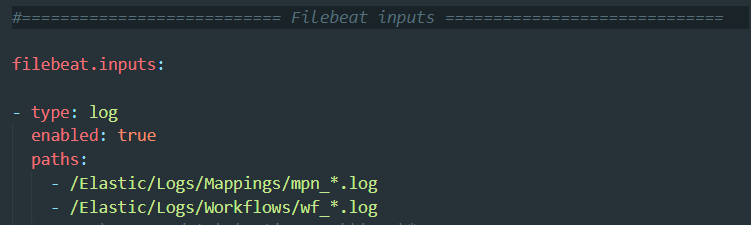 #=========================== Filebeat inputs =============================
filebeat.inputs:
- type: log
enabled: true
paths:
- /Elastic/Logs/Mappings/mpn_*.log
- /Elastic/Logs/Workflows/wf_*.log